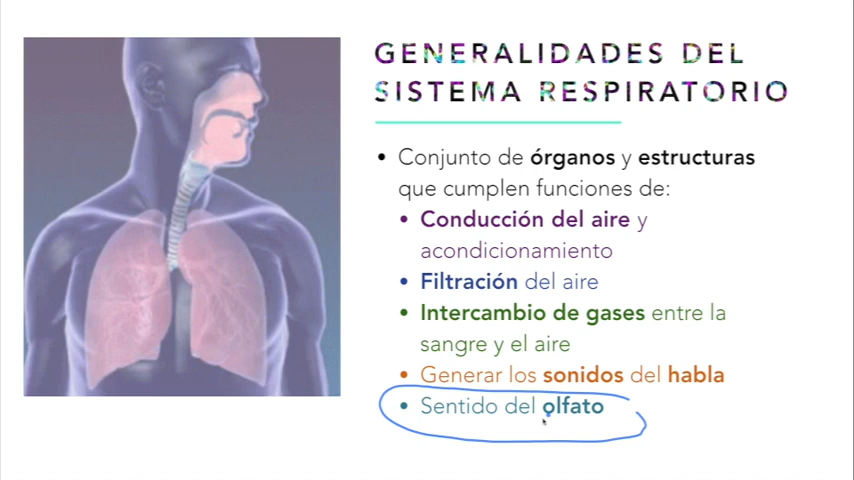 GENERALIDADES DEL
SISTEMA RESPIRATORIO
• Conjunto de órganos y estructuras
que cumplen funciones de:
• Conducción del aire y
acondicionamiento
• Filtración del aire
• Intercambio de gases entre la
sangre y el aire
• Generar los sonidos del habla
• Sentido del olfato